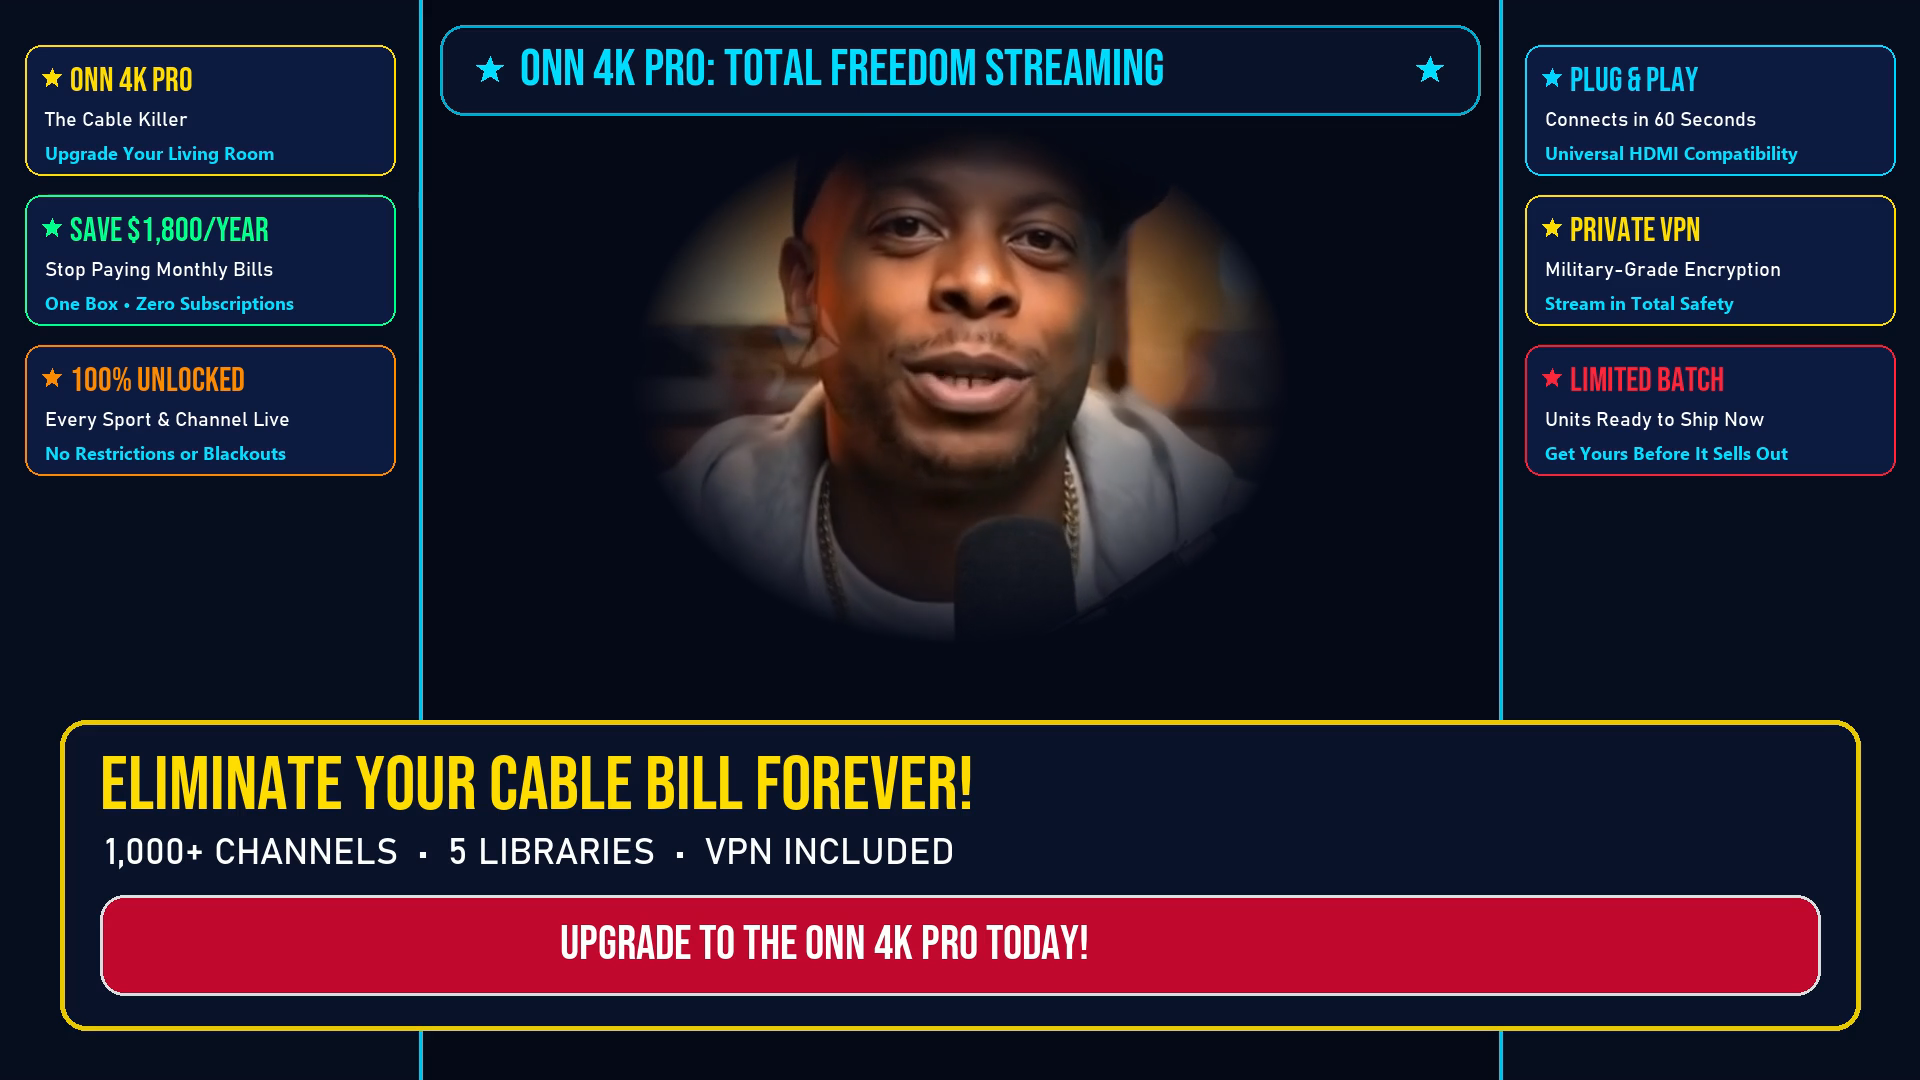 ONN 4K PRO
The Cable Killer
Upgrade Your Living Room
SAVE $1,800/YEAR
Stop Paying Monthly Bills
One Box • Zero Subscriptions
100% UNLOCKED
Every Sport & Channel Live
No Restrictions or Blackouts
ONN 4K PRO: TOTAL FREEDOM STREAMING
PLUG & PLAY
Connects in 60 Seconds
Universal HDMI Compatibility
PRIVATE VPN
Military-Grade Encryption
Stream in Total Safety
LIMITED BATCH
Units Ready to Ship Now
Get Yours Before It Sells Out
ELIMINATE YOUR CABLE BILL FOREVER!
1,000+ CHANNELS · 5 LIBRARIES · VPN INCLUDED
UPGRADE TO THE ONN 4K PRO TODAY!